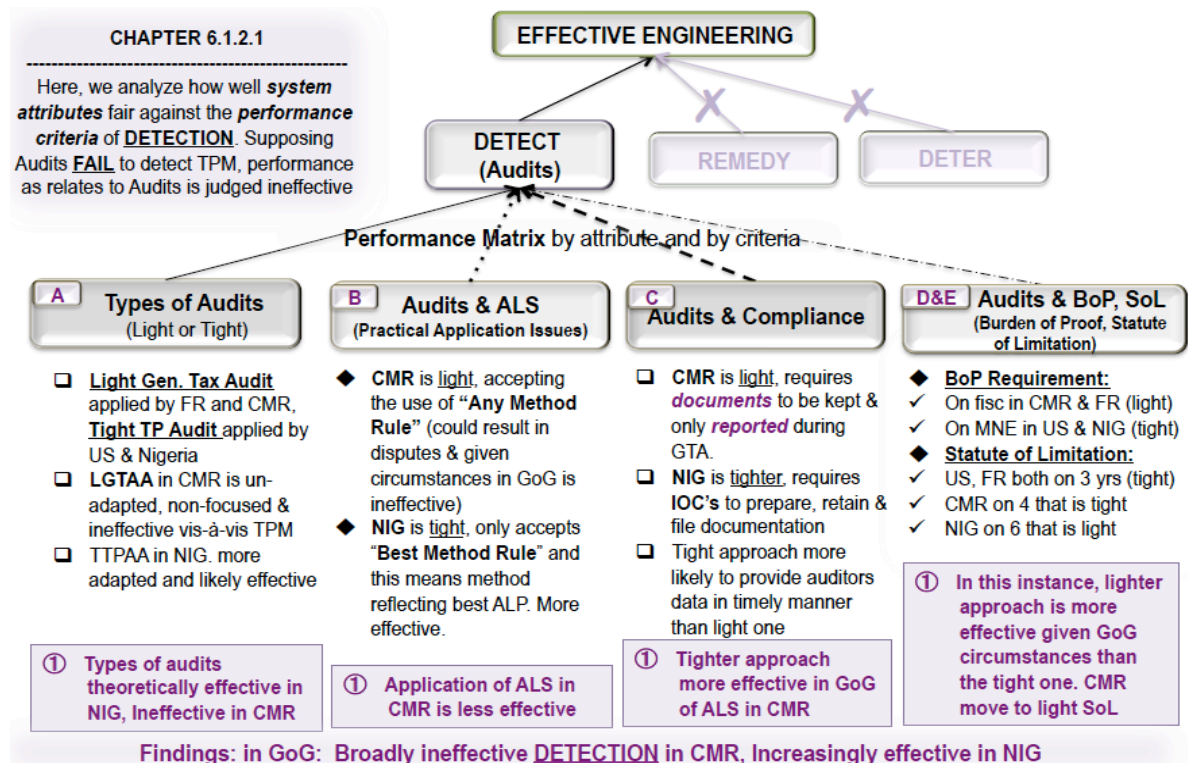 CHAPTER 6.1.2.1
--------------------------------------------------
Here, we analyze how well system
attributes fair against the performance
criteria of DETECTION. Supposing
Audits FAIL to detect TPM, performance
as relates to Audits is judged ineffective
EFFECTIVE ENGINEERING
DETECT
(Audits)
REMEDY
DETER
Performance Matrix by attribute and by criteria
A
Types of Audits
(Light or Tight)
Light Gen. Tax Audit
applied by FR and CMR,
Tight TP Audit applied by
US & Nigeria
LGTAA in CMR is un-
adapted, non-focused &
ineffective vis-à-vis TPM
TTPAA in NIG. more
adapted and likely effective
① Types of audits
theoretically effective in
NIG, Ineffective in CMR
B
Audits & ALS
(Practical Application Issues)
CMR is light, accepting
the use of “Any Method
Rule” (could result in
disputes & given
circumstances in GoG is
ineffective)
NIG is tight, only accepts
“Best Method Rule” and
this means method
reflecting best ALP. More
effective.
① Application of ALS in
CMR is less effective
C
Audits & Compliance
CMR is light, requires
documents to be kept &
only reported during
GTA.
NIG is tighter, requires
IOC’s to prepare, retain &
file documentation
Tight approach more
likely to provide auditors
data in timely manner
than light one
① Tighter approach
more effective in GoG
of ALS in CMR
D&E
Audits & BoP, SoL
(Burden of Proof, Statute
of Limitation)
BoP Requirement:
✓ On fisc in CMR & FR (light)
✓ On MNE in US & NIG (tight)
Statute of Limitation:
✓ US, FR both on 3 yrs (tight)
✓ CMR on 4 that is tight
✓ NIG on 6 that is light
① In this instance, lighter
approach is more
effective given GoG
circumstances than
the tight one. CMR
move to light SoL
Findings: in GoG: Broadly ineffective DETECTION in CMR, Increasingly effective in NIG